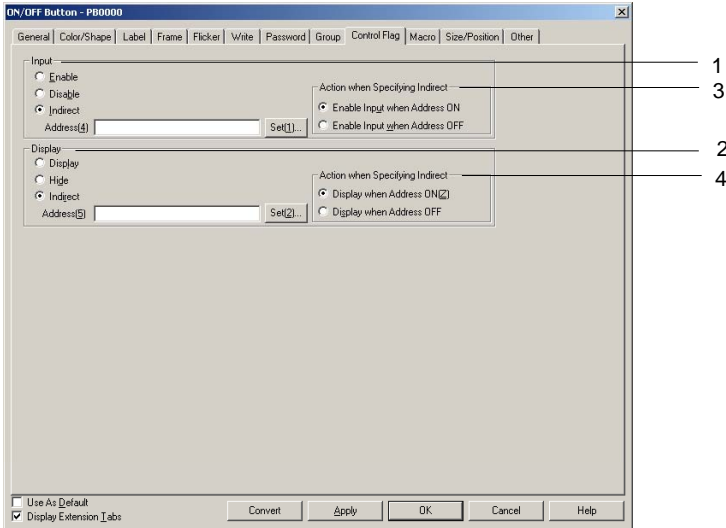 ON/OFF Button - PB0000
General Color/Shape Label Frame Flicker Write Password Group Control Flag Macro Size/Position Other
Input
Enable
Disable
Indirect
Address(4) Set(1)...
Action when Specifying Indirect
Enable Input when Address ON
Enable Input when Address OFF
1
3
Display
Display
Hide
Indirect
Address(5) Set(2)...
Action when Specifying Indirect
Display when Address ON(Z)
Display when Address OFF
2
4
Use As Default
Display Extension Tabs
Convert Apply OK Cancel Help